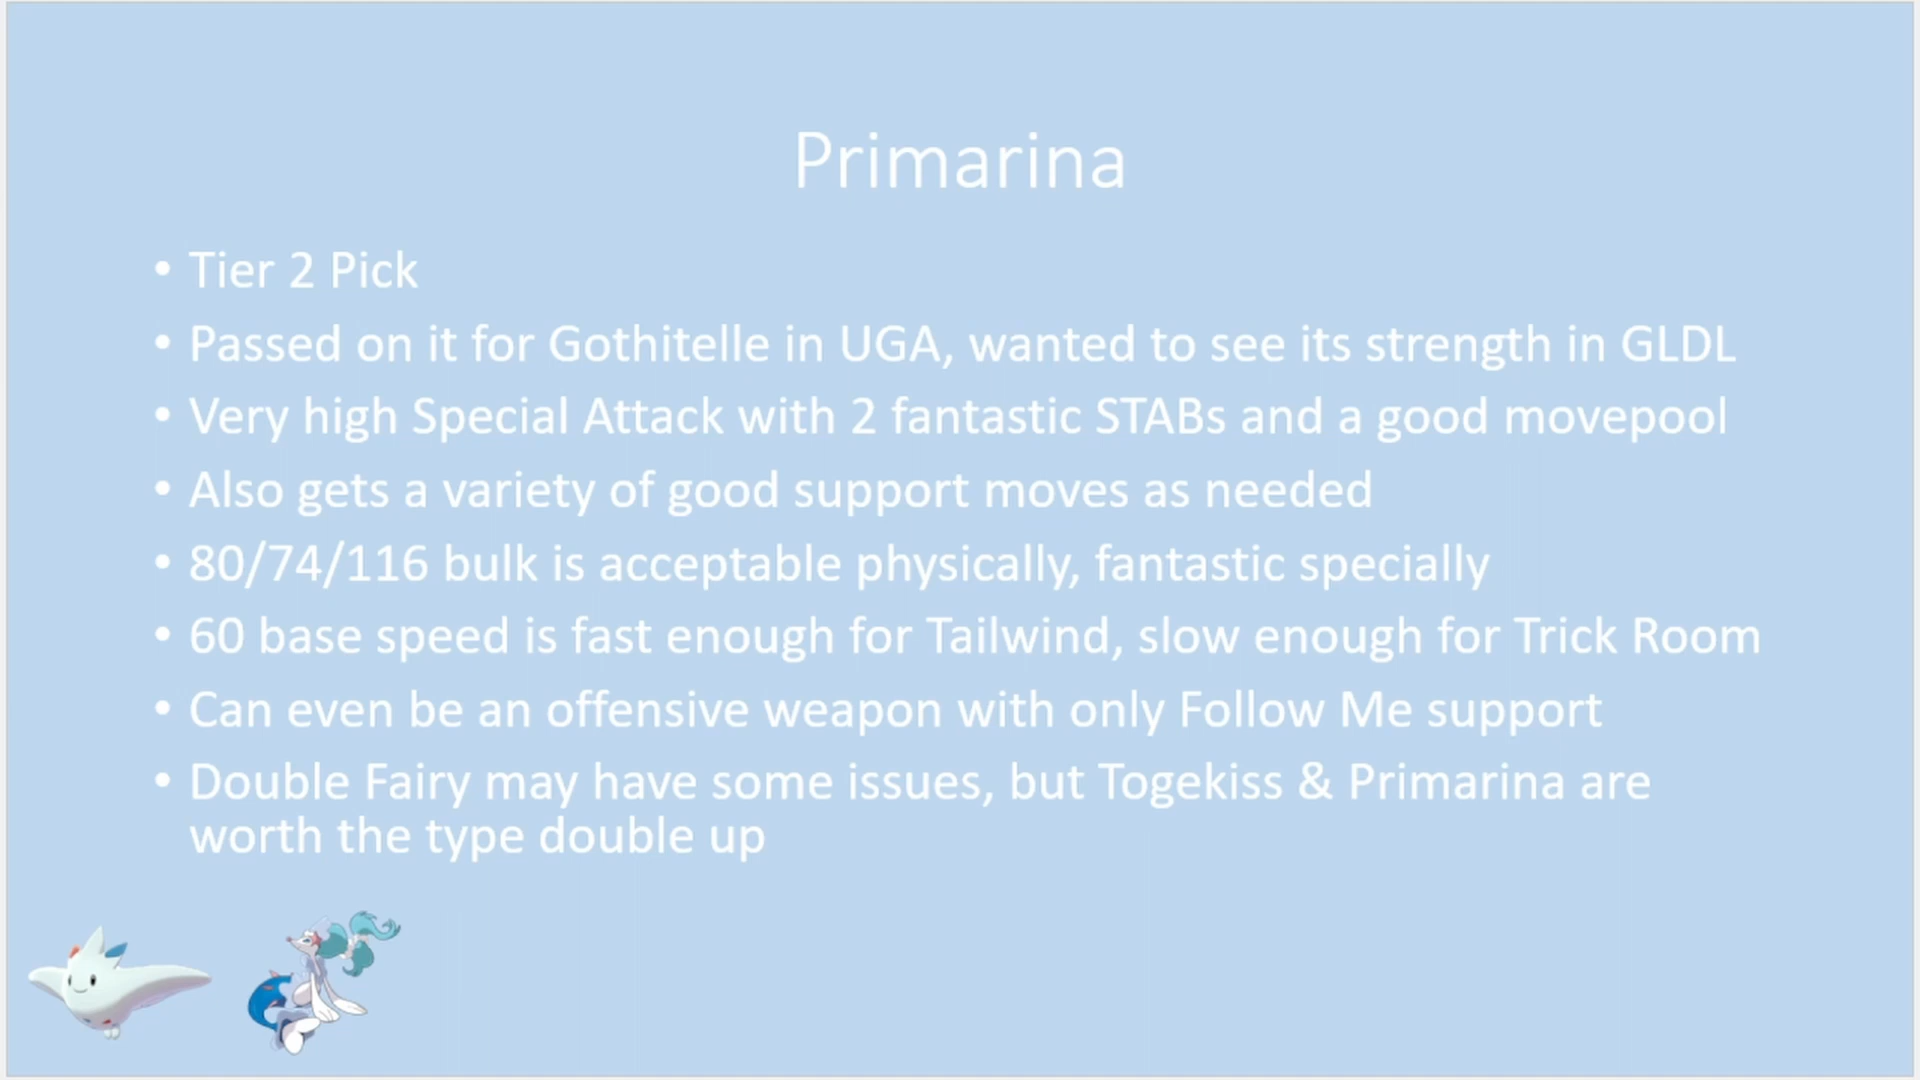 Primarina
• Tier 2 Pick
• Passed on it for Gothitelle in UGA, wanted to see its strength in GLDL
• Very high Special Attack with 2 fantastic STABs and a good movepool
• Also gets a variety of good support moves as needed
• 80/74/116 bulk is acceptable physically, fantastic specially
• 60 base speed is fast enough for Tailwind, slow enough for Trick Room
• Can even be an offensive weapon with only Follow Me support
• Double Fairy may have some issues, but Togekiss & Primarina are
worth the type double up